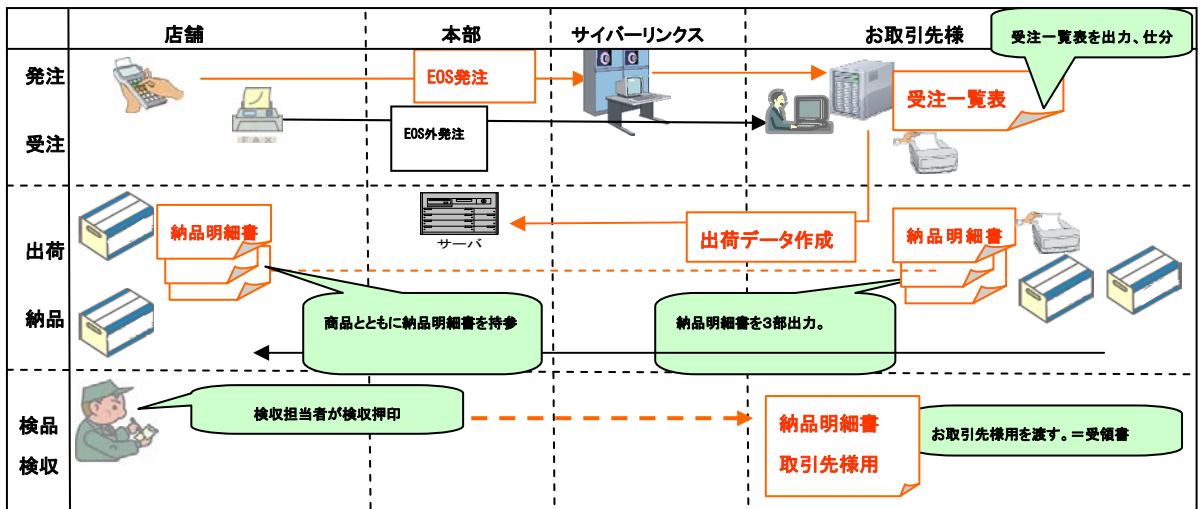 店舗
本部
サイバーリンクス
お取引先様
受注一覧表を出力、仕分
発注
受注
EOS発注
EOS外発注
受注一覧表
FAX
出荷
納品
納品明細書
サーバ
出荷データ作成
納品明細書
商品とともに納品明細書を持参
納品明細書を3部出力。
検品
検収
検収担当者が検収押印
納品明細書
取引先様用
お取引先様用を渡す。＝受領書